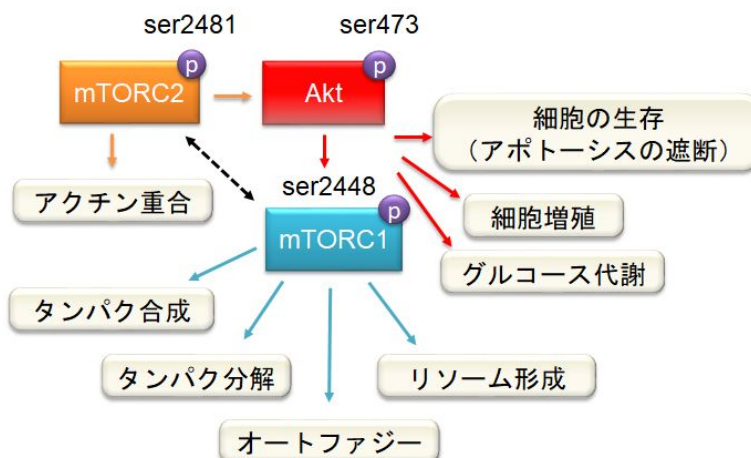 ser2481
ser473
p
p
mTORC2
Akt
細胞の生存
（アポトーシスの遮断）
アクチン重合
ser2448
p
細胞増殖
mTORC1
グルコース代謝
タンパク合成
タンパク分解
リソーム形成
オートファジー